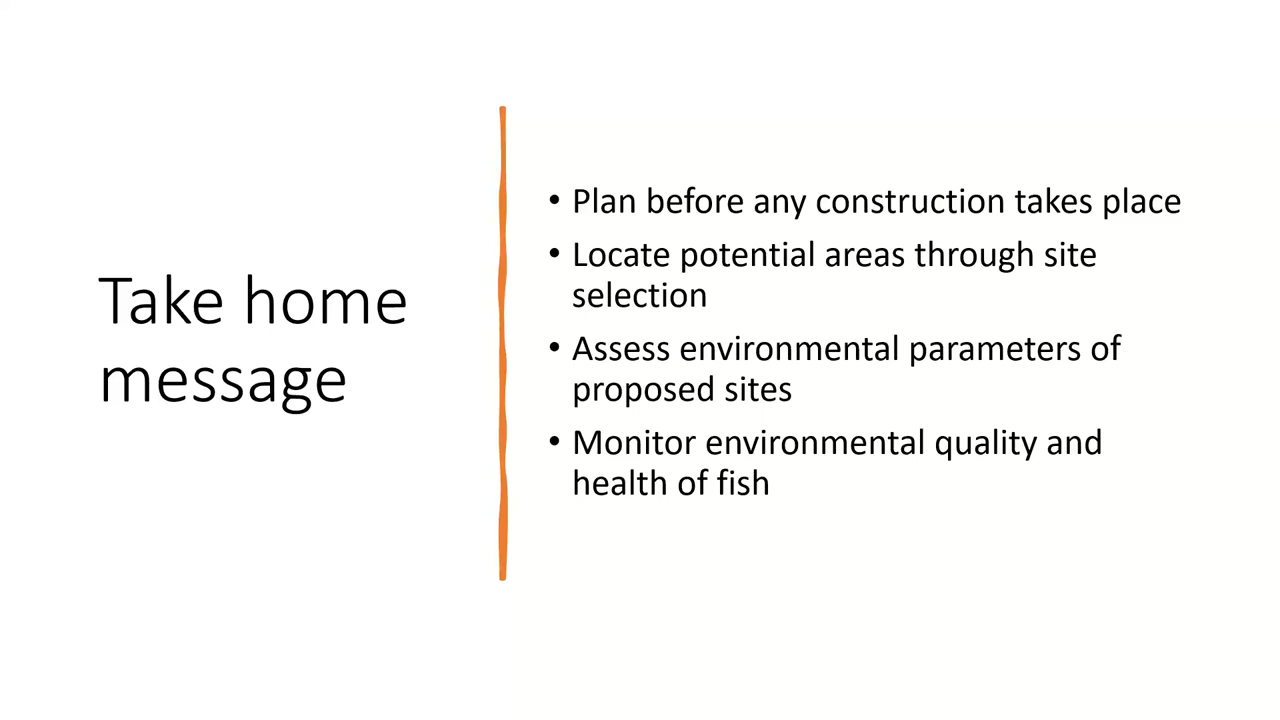 Take home
message
• Plan before any construction takes place
• Locate potential areas through site
selection
• Assess environmental parameters of
proposed sites
• Monitor environmental quality and
health of fish